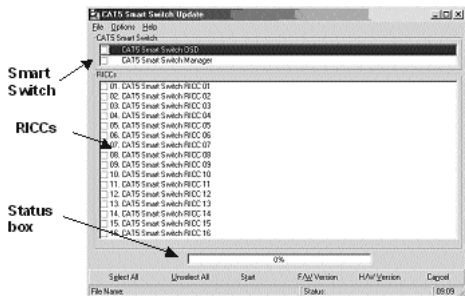 CAT5 Smart Switch Update
File Options Help
CAT5 Smart Switch
CAT5 Smart Switch OSD
CAT5 Smart Switch Manager
Smart
Switch
RICCs
RICCs
01. CAT5 Smart Switch RICC 01
02. CAT5 Smart Switch RICC 02
03. CAT5 Smart Switch RICC 03
04. CAT5 Smart Switch RICC 04
05. CAT5 Smart Switch RICC 05
06. CAT5 Smart Switch RICC 06
07. CAT5 Smart Switch RICC 07
08. CAT5 Smart Switch RICC 08
09. CAT5 Smart Switch RICC 09
10. CAT5 Smart Switch RICC 10
11. CAT5 Smart Switch RICC 11
12. CAT5 Smart Switch RICC 12
13. CAT5 Smart Switch RICC 13
14. CAT5 Smart Switch RICC 14
15. CAT5 Smart Switch RICC 15
16. CAT5 Smart Switch RICC 16
Status
box
0%
Select All Unselect All Start F/W Version H/W Version Cancel
File Name: Status: 09:09